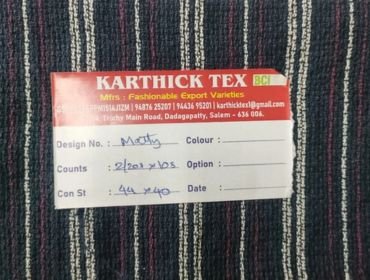 KARTHICK TEX BCI
Mfrs : Fashionable Export Varieties
94876 25207 | 94436 95201 | karthicktex1@gmail.com
Trichy Main Road, Dadagapatty, Salem - 636 006.
Design No. : Matty Colour :
Counts : 2/20s x 10s Option :
Con St : 44 x 40 Date :